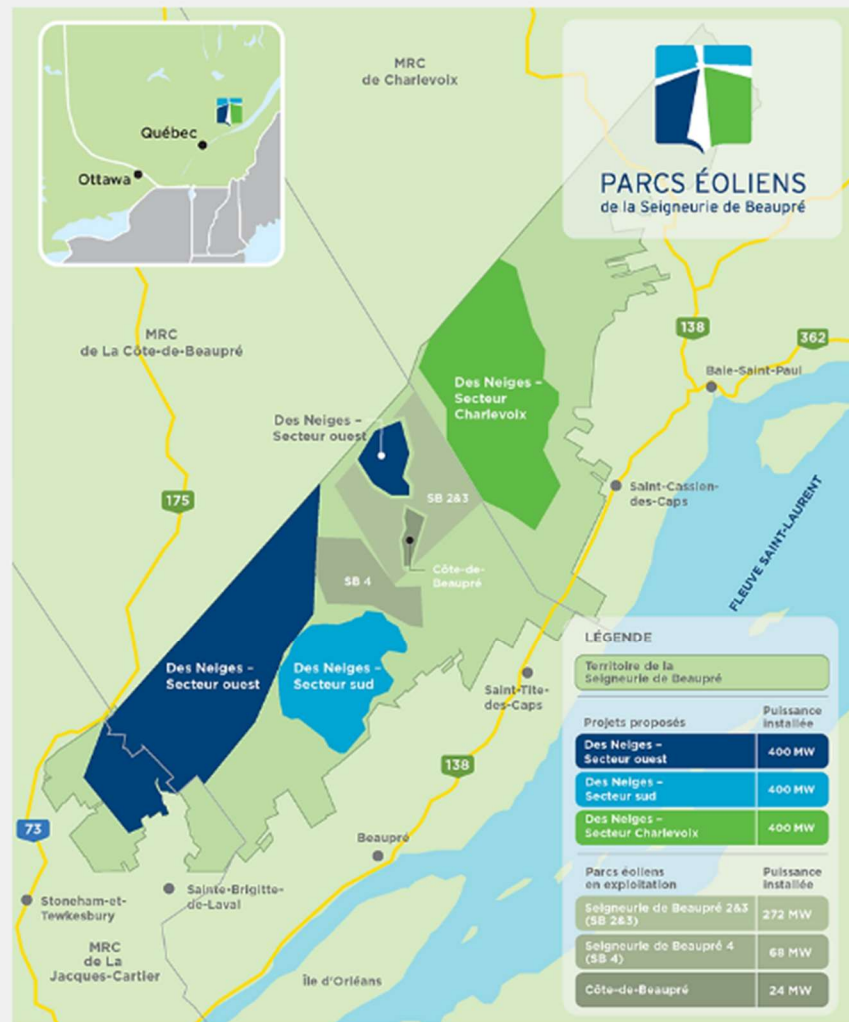 Québec
Ottawa
MRC
de Charlevoix
PARCS ÉOLIENS
de la Seigneurie de Beaupré
MRC
de La Côte-de-Beaupré
138
362
Baie-Saint-Paul
Des Neiges –
Secteur
Charlevoix
Des Neiges –
Secteur ouest
175
SB 2&3
Saint-Cassien-
des-Caps
Côte-de-
Beaupré
SB 4
FLEUVE SAINT-LAURENT
Des Neiges –
Secteur ouest
Des Neiges –
Secteur sud
Saint-Tite-
des-Caps
138
73
Beaupré
Stoneham-et-
Tewkesbury
Sainte-Brigitte-
de-Laval
MRC
de La
Jacques-Cartier
Île d'Orléans
LÉGENDE
Territoire de la
Seigneurie de Beaupré
Projets proposés
Puissance
installée
Des Neiges –
Secteur ouest
400 MW
Des Neiges –
Secteur sud
400 MW
Des Neiges –
Secteur Charlevoix
400 MW
Parcs éoliens
en exploitation
Puissance
installée
Seigneurie de Beaupré 2&3
(SB 2&3)
272 MW
Seigneurie de Beaupré 4
(SB 4)
68 MW
Côte-de-Beaupré
24 MW